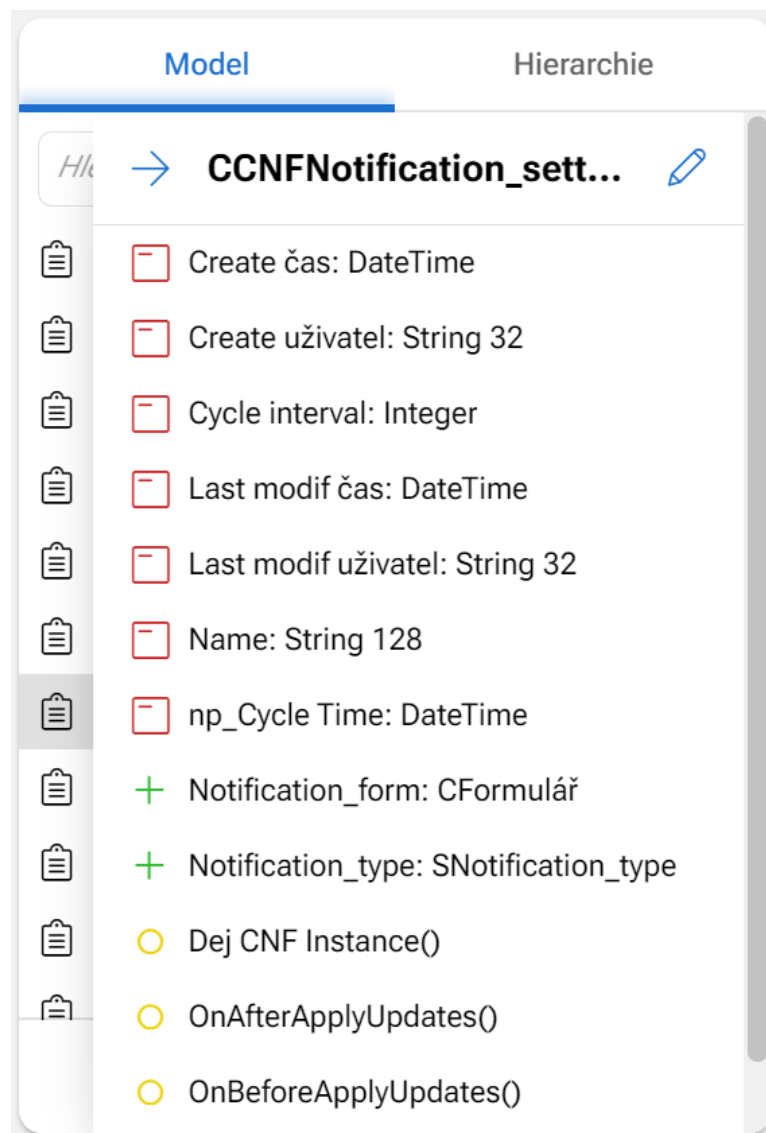 Model
Hierarchie
Hle
CCNFNotification_sett...
Create čas: DateTime
Create uživatel: String 32
Cycle interval: Integer
Last modif čas: DateTime
Last modif uživatel: String 32
Name: String 128
np_Cycle Time: DateTime
Notification_form: CFormulář
Notification_type: SNotification_type
Dej CNF Instance()
OnAfterApplyUpdates()
OnBeforeApplyUpdates()